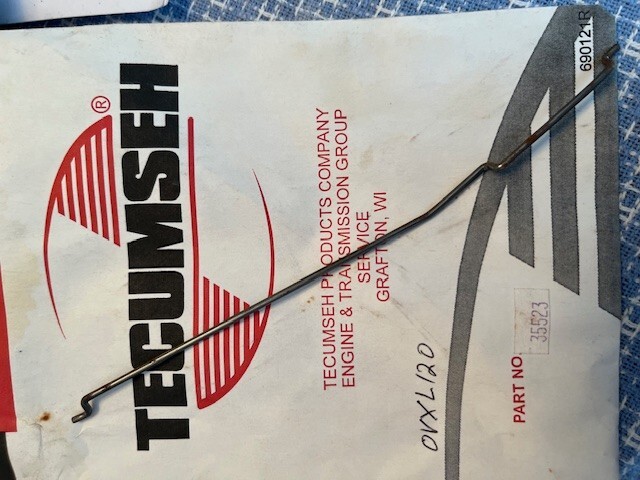 TECUMSEH®
TECUMSEH PRODUCTS COMPANY
ENGINE & TRANSMISSION GROUP
SERVICE
GRAFTON, WI
OVXL120
PART NO. 35523
690121R